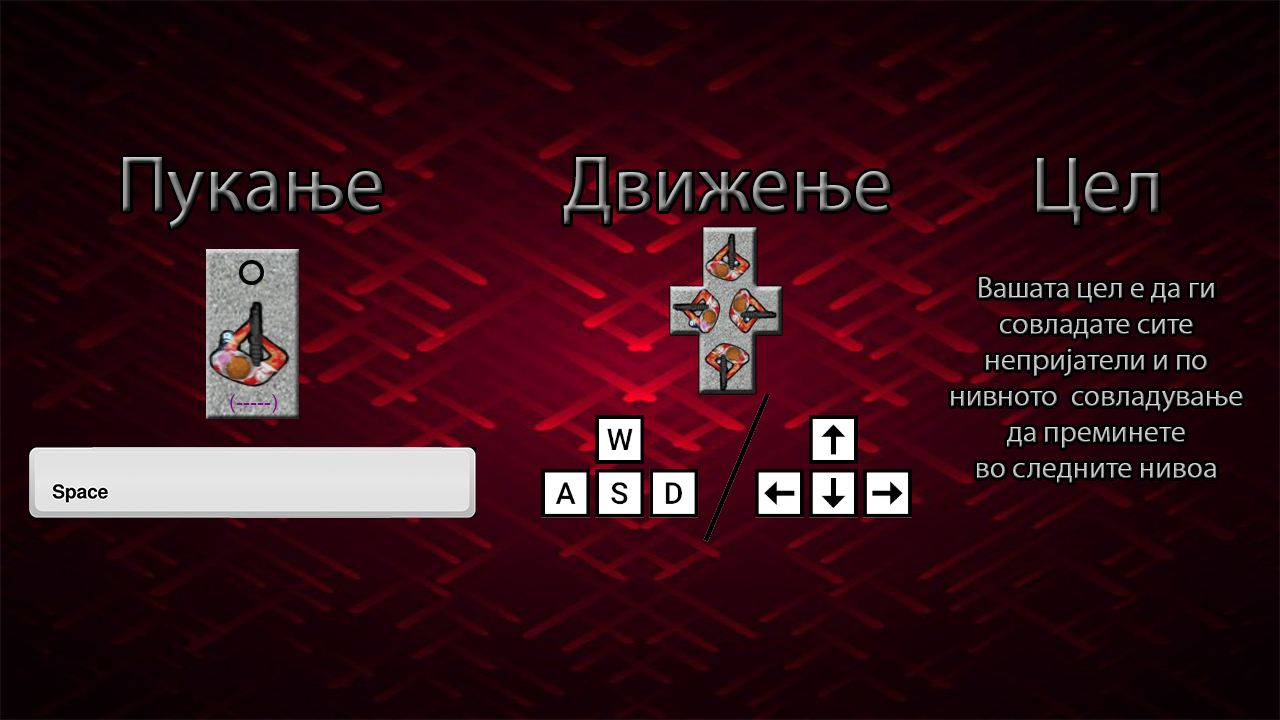 Пукање
(-----)
Space
Движење
W
A S D
↑
← ↓ →
Цел
Вашата цел е да ги
совладате сите
непријатели и по
нивното совладување
да преминете
во следните нивоа